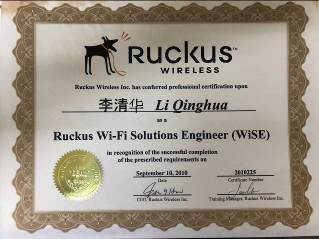 Ruckus™
WIRELESS
Ruckus Wireless Inc. has conferred professional certification upon
李清华 Li Qinghua
as a
Ruckus Wi-Fi Solutions Engineer (WiSE)
in recognition of the successful completion
of the prescribed requirements on
September 10, 2010 2010225
Date Certificate Number
CEO, Ruckus Wireless Inc. Training Manager, Ruckus Wireless Inc.